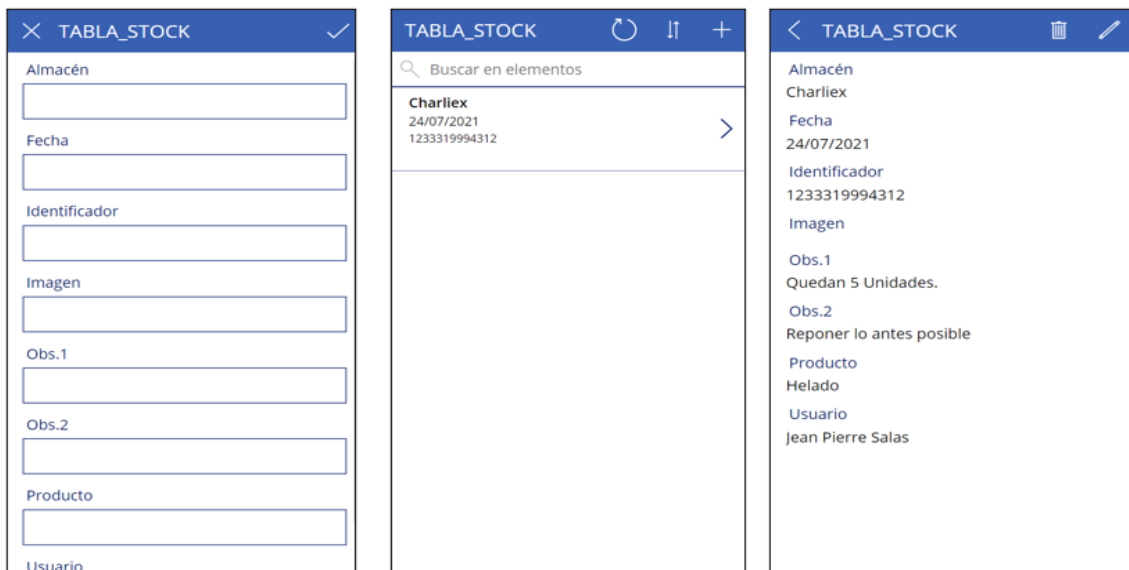 TABLA_STOCK
Almacén
Fecha
Identificador
Imagen
Obs.1
Obs.2
Producto
Usuario
TABLA_STOCK
Buscar en elementos
Charliex
24/07/2021
1233319994312
TABLA_STOCK
Almacén
Charliex
Fecha
24/07/2021
Identificador
1233319994312
Imagen
Obs.1
Quedan 5 Unidades.
Obs.2
Reponer lo antes posible
Producto
Helado
Usuario
Jean Pierre Salas